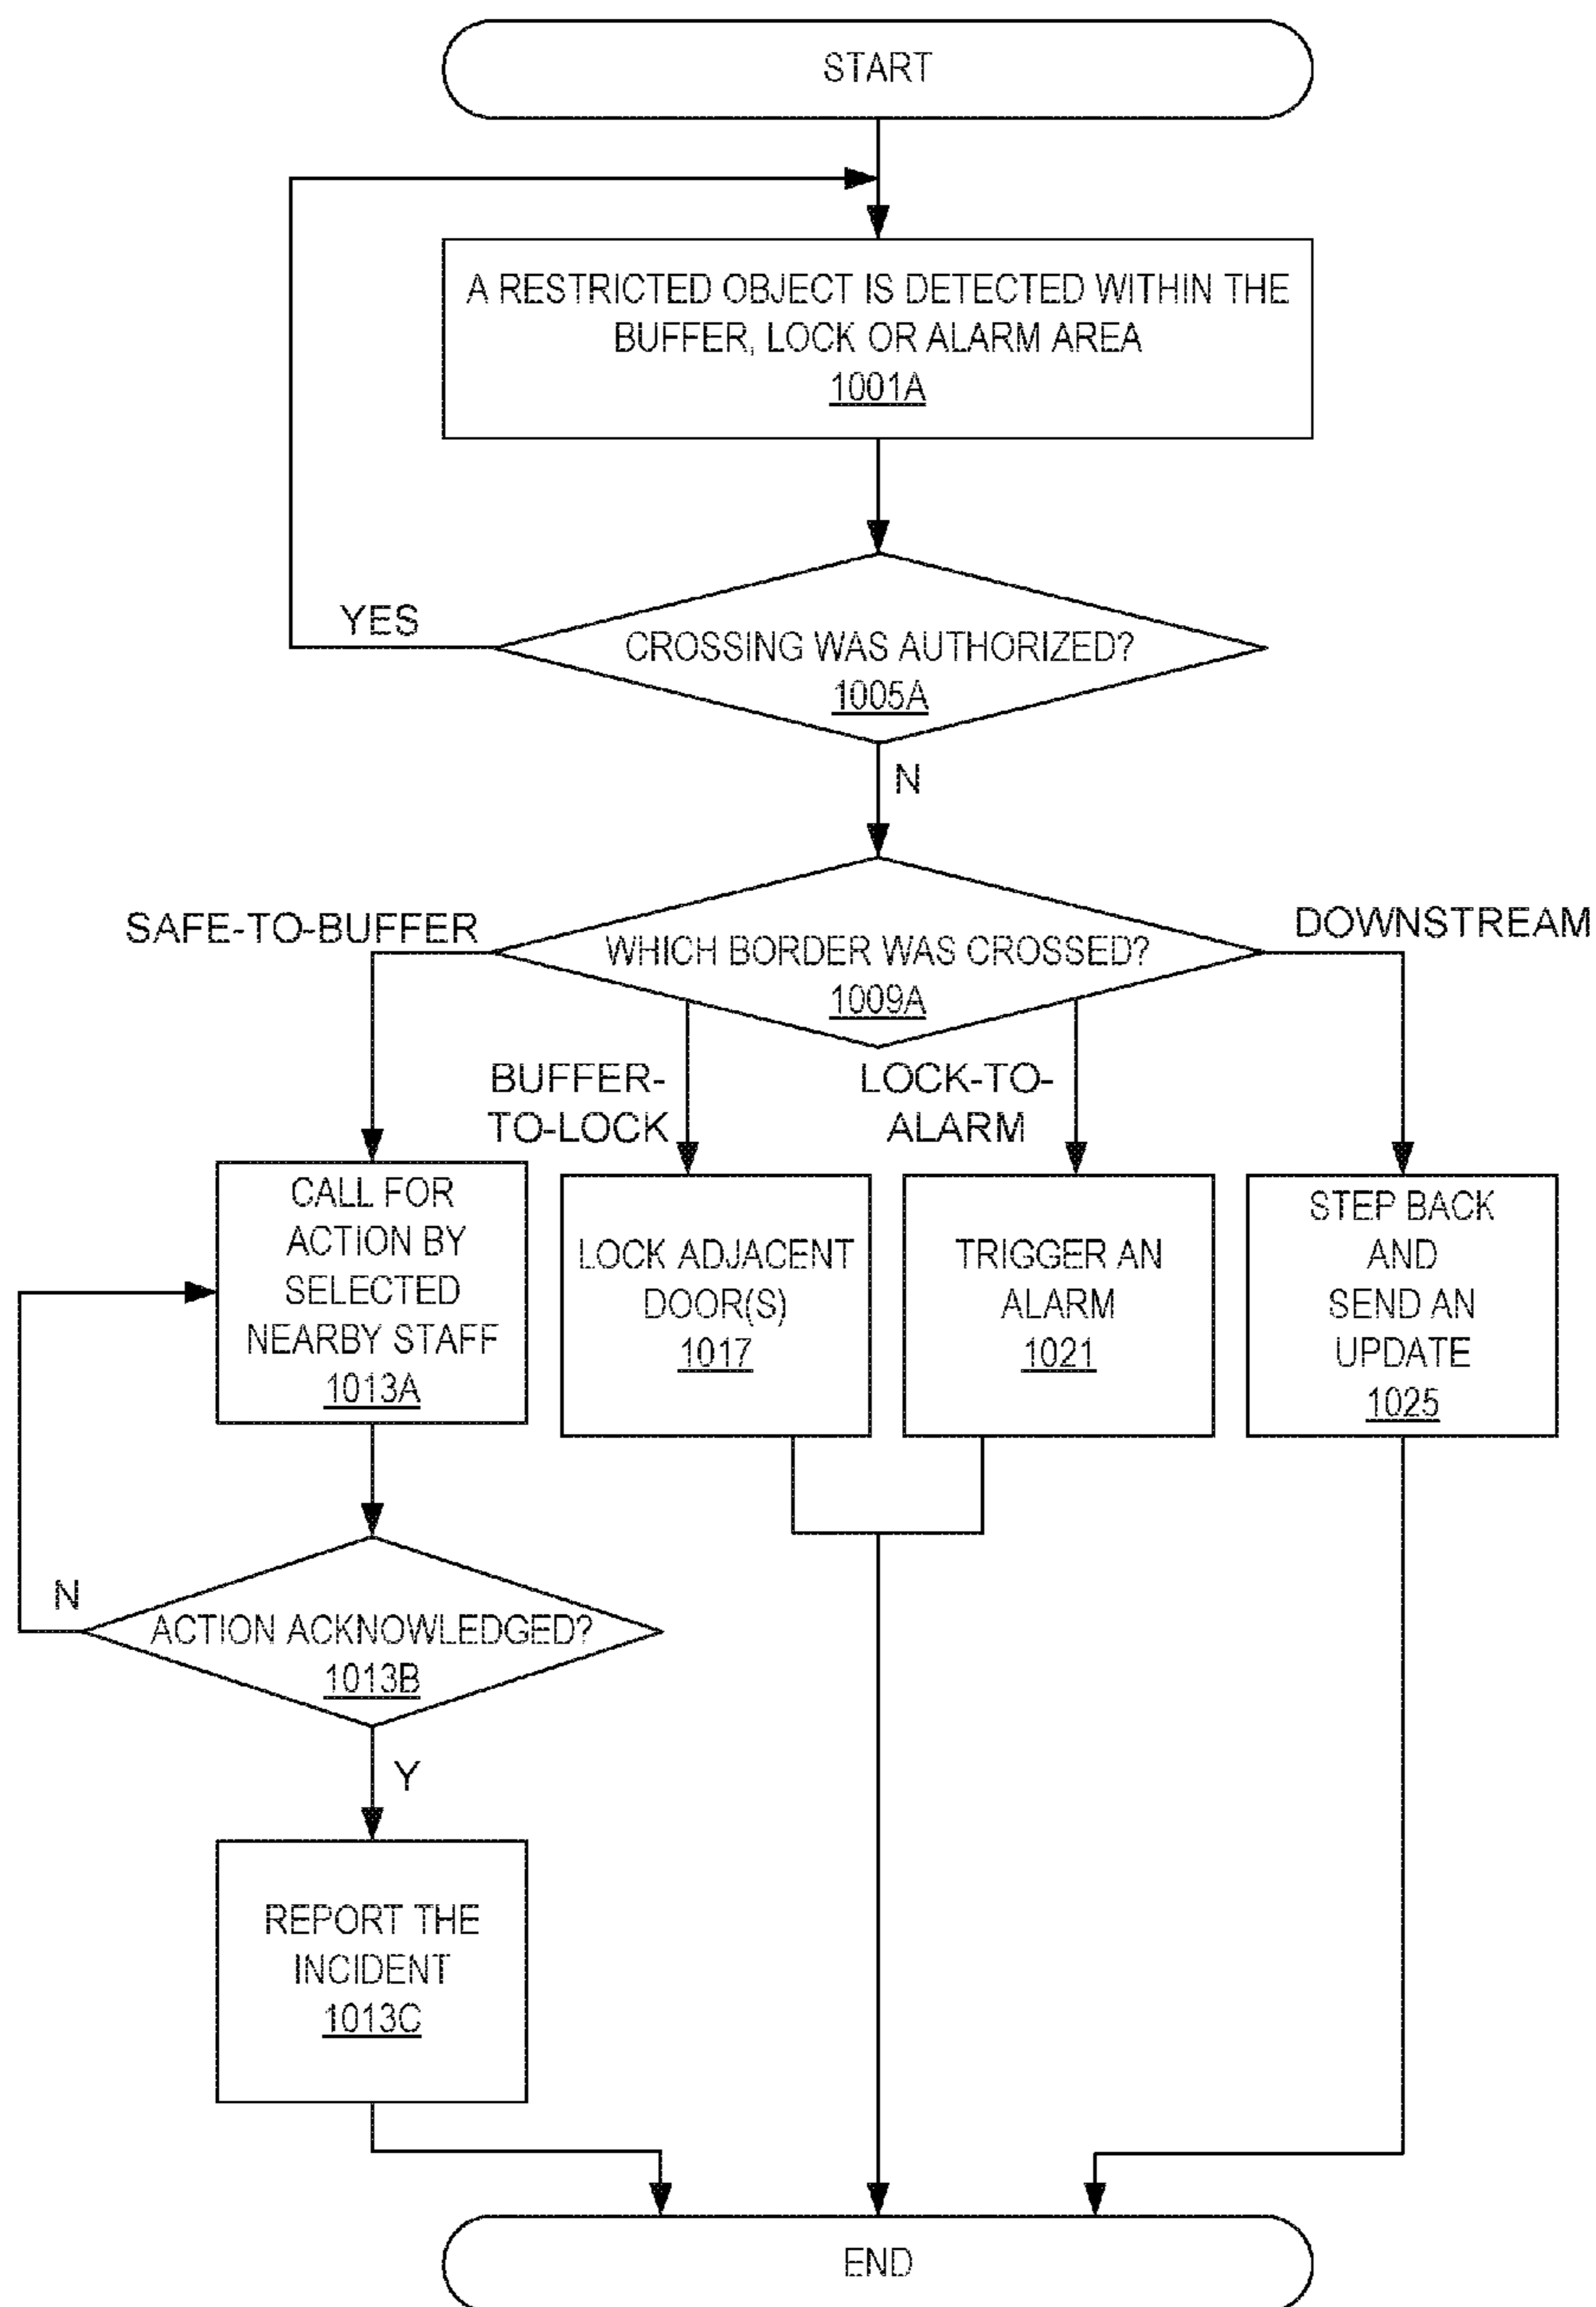 START
A RESTRICTED OBJECT IS DETECTED WITHIN THE
BUFFER, LOCK OR ALARM AREA
1001A
YES
CROSSING WAS AUTHORIZED?
1005A
N
SAFE-TO-BUFFER
DOWNSTREAM
WHICH BORDER WAS CROSSED?
1009A
BUFFER-
TO-LOCK
LOCK-TO-
ALARM
CALL FOR
ACTION BY
SELECTED
NEARBY STAFF
1013A
LOCK ADJACENT
DOOR(S)
1017
TRIGGER AN
ALARM
1021
STEP BACK
AND
SEND AN
UPDATE
1025
N
ACTION ACKNOWLEDGED?
1013B
Y
REPORT THE
INCIDENT
1013C
END